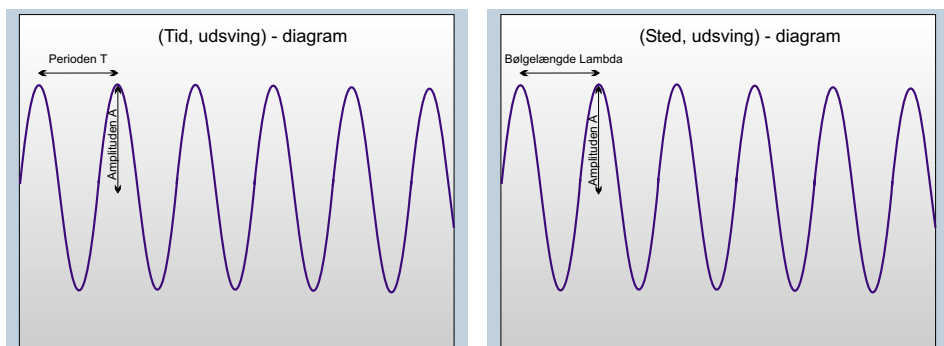 (Tid, udsving) - diagram
Perioden T
Amplituden A
(Sted, udsving) - diagram
Bølgelængde Lambda
Amplituden A